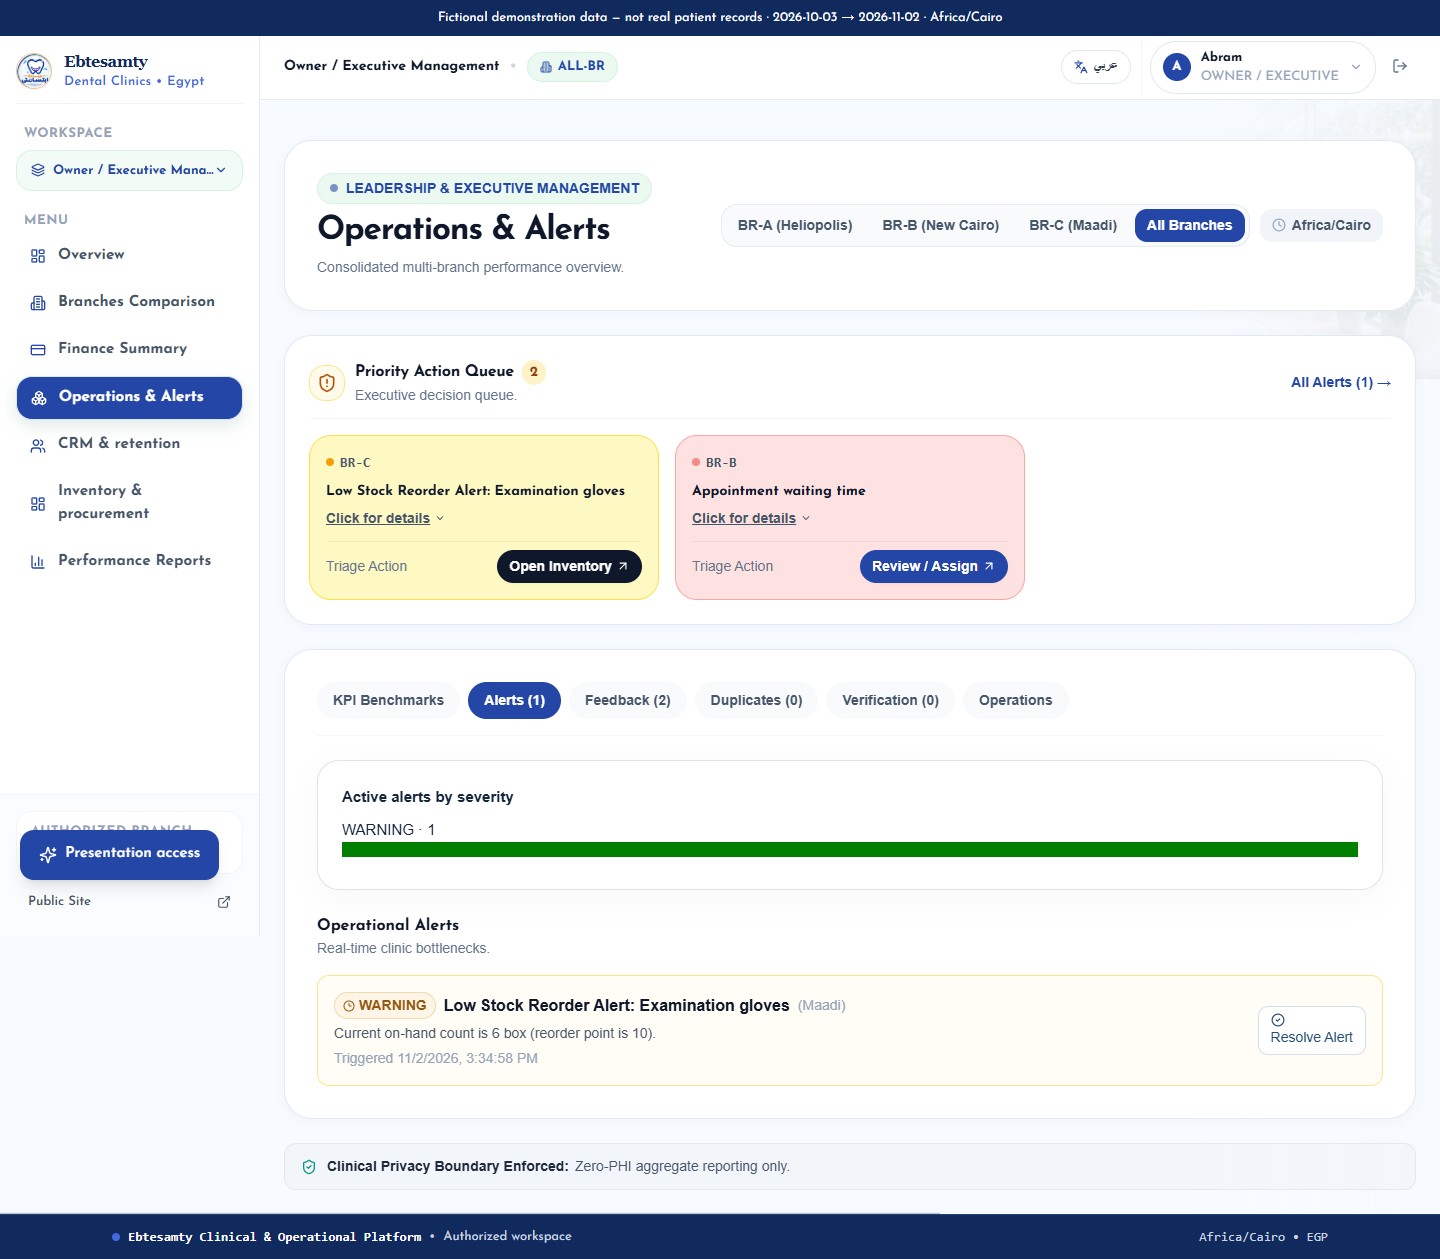 Fictional demonstration data — not real patient records · 2026-10-03 → 2026-11-02 · Africa/Cairo
Ebtesamty
Dental Clinics • Egypt
Owner / Executive Management • ALL-BR
عربي
A
Abram
OWNER / EXECUTIVE
WORKSPACE
Owner / Executive Mana...
MENU
Overview
Branches Comparison
Finance Summary
Operations & Alerts
CRM & retention
Inventory &
procurement
Performance Reports
AUTHORIZED BRANCH
Presentation access
Public Site
LEADERSHIP & EXECUTIVE MANAGEMENT
Operations & Alerts
Consolidated multi-branch performance overview.
BR-A (Heliopolis) BR-B (New Cairo) BR-C (Maadi) All Branches Africa/Cairo
Priority Action Queue 2
Executive decision queue.
All Alerts (1) →
BR-C
Low Stock Reorder Alert: Examination gloves
Click for details
Triage Action Open Inventory
BR-B
Appointment waiting time
Click for details
Triage Action Review / Assign
KPI Benchmarks Alerts (1) Feedback (2) Duplicates (0) Verification (0) Operations
Active alerts by severity
WARNING · 1
Operational Alerts
Real-time clinic bottlenecks.
WARNING Low Stock Reorder Alert: Examination gloves (Maadi)
Current on-hand count is 6 box (reorder point is 10).
Triggered 11/2/2026, 3:34:58 PM
Resolve Alert
Clinical Privacy Boundary Enforced: Zero-PHI aggregate reporting only.
Ebtesamty Clinical & Operational Platform • Authorized workspace
Africa/Cairo • EGP